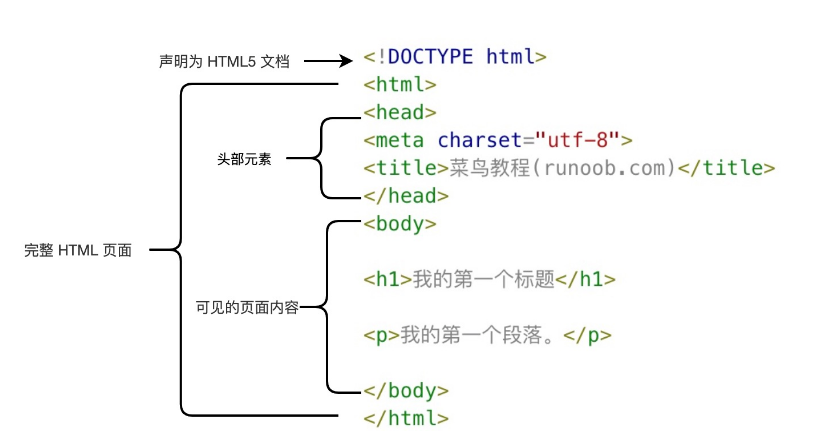 声明为 HTML5 文档
<!DOCTYPE html>
<html>
<head>
头部元素
<meta charset="utf-8">
<title>菜鸟教程(runoob.com)</title>
</head>
<body>
完整 HTML 页面
可见的页面内容
<h1>我的第一个标题</h1>
<p>我的第一个段落。</p>
</body>
</html>